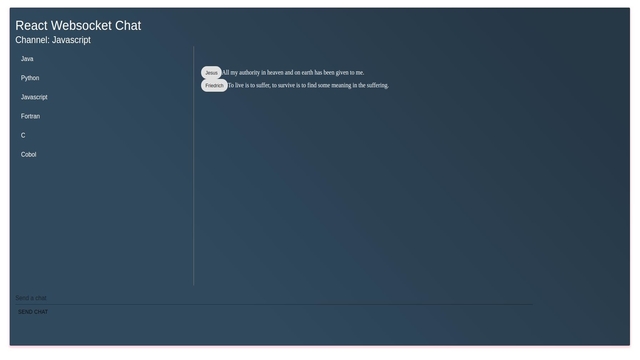 React Websocket Chat
Channel: Javascript
Java
Python
Javascript
Fortran
C
Cobol
Jesus All my authority in heaven and on earth has been given to me.
Friedrich To live is to suffer, to survive is to find some meaning in the suffering.
Send a chat
SEND CHAT